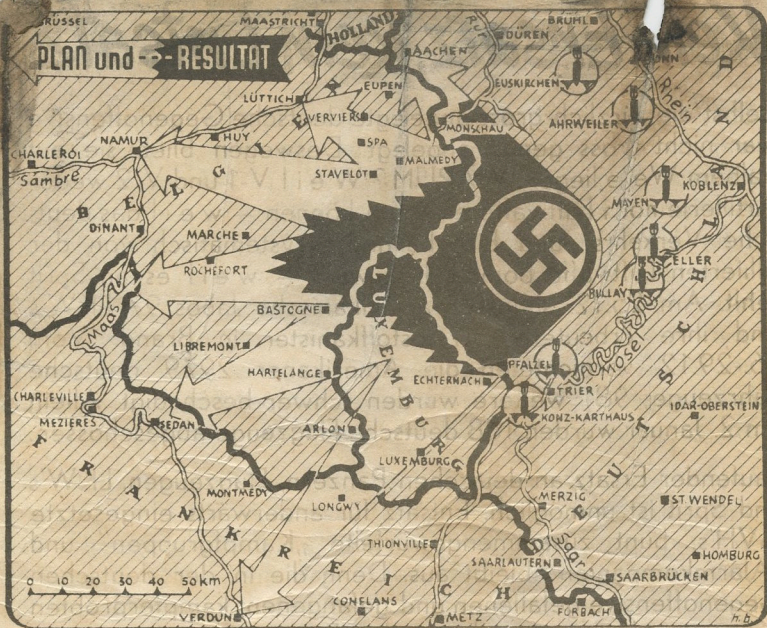 MAASTRICHT
HOLLAND
BRÜHL
DÜREN
Rur
AACHEN
PLAN und --> RESULTAT
EUSKIRCHEN
EUPEN
Rhein
LÜTTICH
VERVIERS
AHRWEILER
MONSCHAU
HUY
NAMUR
SPA
CHARLEROI
MALMEDY
STAVELOT
Sambre
KOBLENZ
MAYEN
BELGIEN
DINANT
MARCHE
ROCHEFORT
ELLER
BULLAY
BASTOGNE
Maas
LIBREMONT
Mosel
PFALZEL
HARTELANGE
ECHTERNACH
TRIER
CHARLEVILLE
MEZIERES
IDAR-OBERSTEIN
KONZ-KARTHAUS
SEDAN
ARLON
LUXEMBURG
LUXEMBURG
MONTMEDY
LONGWY
MERZIG
ST WENDEL
THIONVILLE
Saar
HOMBURG
SAARLAUTERN
SAARBRÜCKEN
0 10 20 30 40 50 km
FRANKREICH
DEUTSCHLAND
VERDUN
CONFLANS
METZ
FORBACH
h.b.